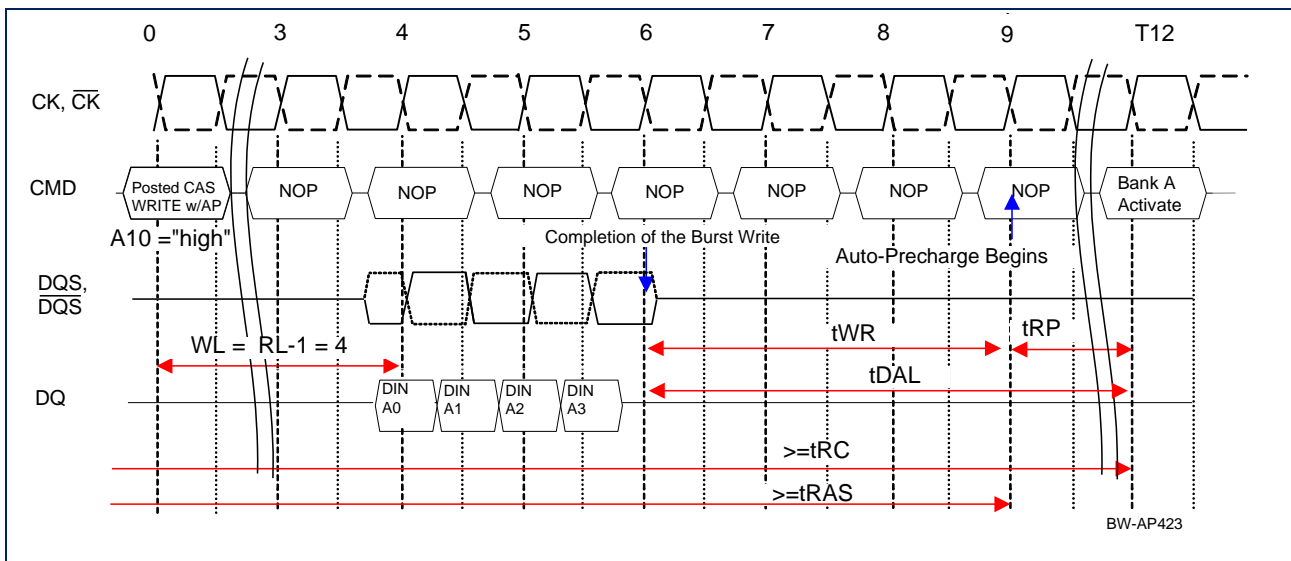 0 3 4 5 6 7 8 9 T12
CK, CK
CMD
Posted CAS
WRITE w/AP
NOP NOP NOP NOP NOP NOP NOP
Bank A
Activate
A10 ="high"
Completion of the Burst Write
Auto-Precharge Begins
DQS,
DQS
WL = RL-1 = 4
tWR
tRP
tDAL
DQ
DIN
A0
DIN
A1
DIN
A2
DIN
A3
>=tRC
>=tRAS
BW-AP423